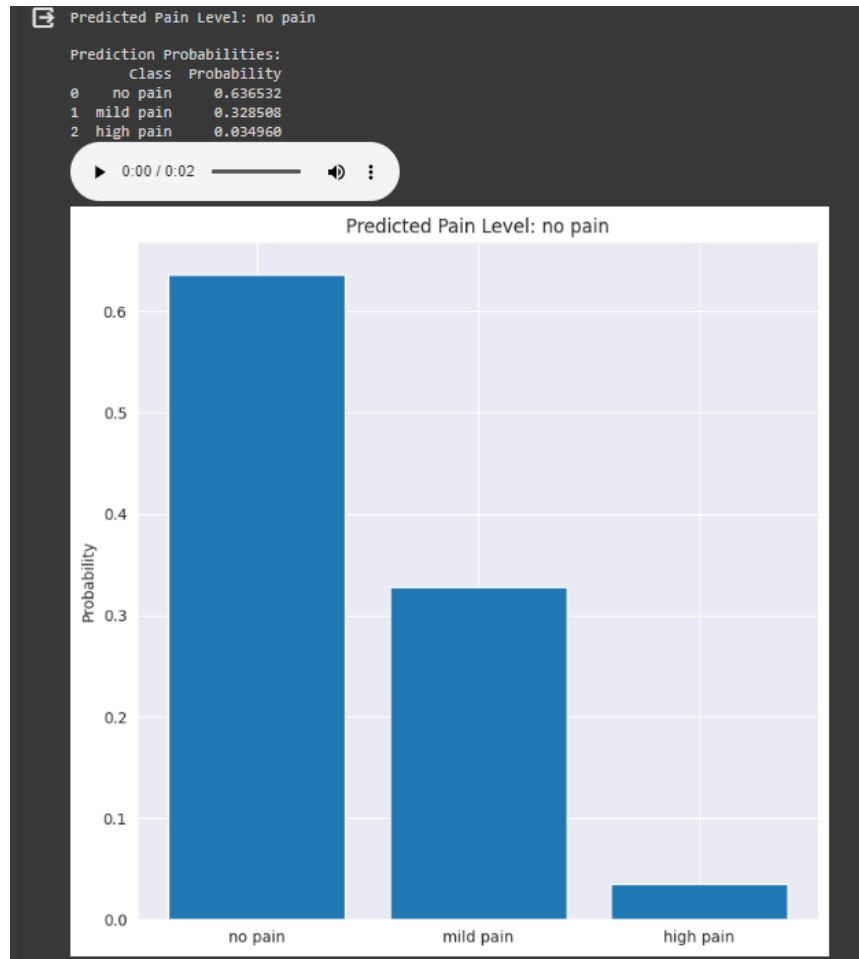 Predicted Pain Level: no pain
Prediction Probabilities:
Class Probability
0 no pain 0.636532
1 mild pain 0.328508
2 high pain 0.034960
0:00 / 0:02
Predicted Pain Level: no pain
0.6
0.5
0.4
0.3
0.2
0.1
0.0
Probability
no pain mild pain high pain